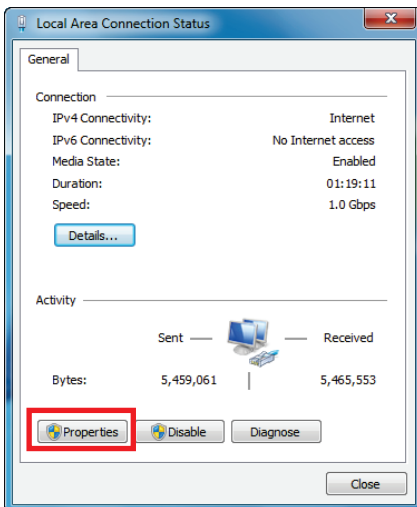 Local Area Connection Status
General
Connection
IPv4 Connectivity: Internet
IPv6 Connectivity: No Internet access
Media State: Enabled
Duration: 01:19:11
Speed: 1.0 Gbps
Details...
Activity
Sent Received
Bytes: 5,459,061 5,465,553
Properties Disable Diagnose
Close